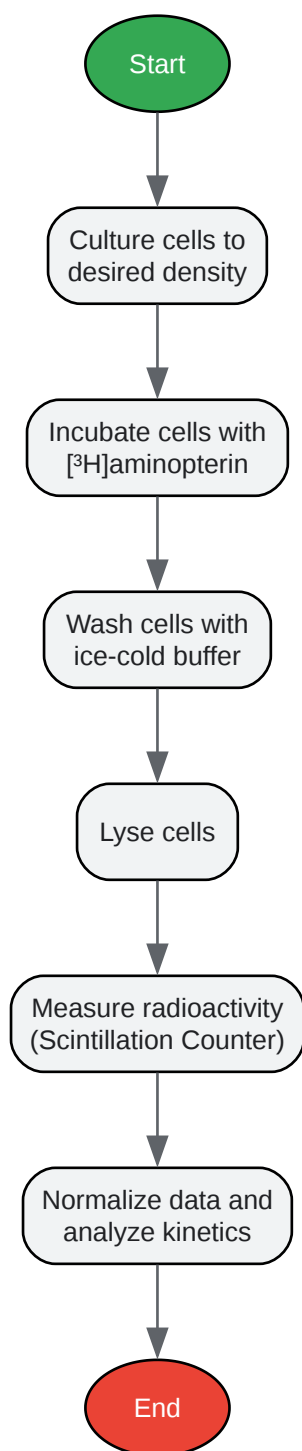 Start
Culture cells to
desired density
Incubate cells with
[³H]aminopterin
Wash cells with
ice-cold buffer
Lyse cells
Measure radioactivity
(Scintillation Counter)
Normalize data and
analyze kinetics
End